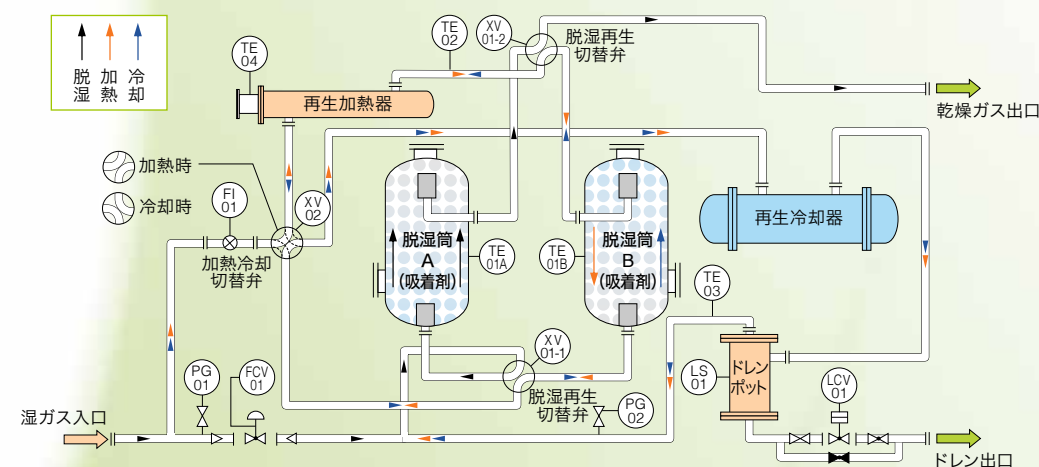 脱湿
加熱
冷却
TE
04
TE
02
XV
01-2
脱湿再生
切替弁
再生加熱器
乾燥ガス出口
加熱時
冷却時
FI
01
XV
02
加熱冷却
切替弁
脱湿筒
A
(吸着剤)
TE
01A
TE
01B
脱湿筒
B
(吸着剤)
再生冷却器
TE
03
XV
01-1
脱湿再生
切替弁
PG
01
FCV
01
PG
02
LS
01
ドレン
ポット
LCV
01
湿ガス入口
ドレン出口